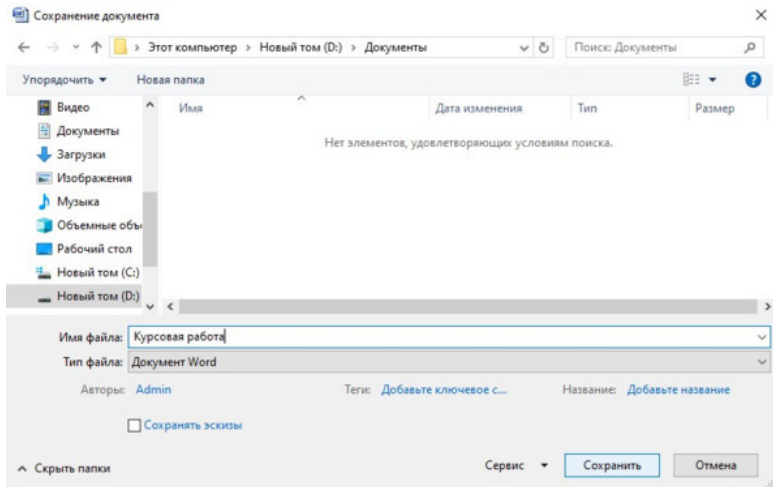 Сохранение документа
Этот компьютер > Новый том (D:) > Документы
Поиск: Документы
Упорядочить
Новая папка
Видео
Документы
Загрузки
Изображения
Музыка
Объемные объ
Рабочий стол
Новый том (C:)
Новый том (D:)
Имя
Дата изменения
Тип
Размер
Нет элементов, удовлетворяющих условиям поиска.
Имя файла: Курсовая работа
Тип файла: Документ Word
Авторы: Admin
Теги: Добавьте ключевое с...
Название: Добавьте название
Сохранять эскизы
Скрыть папки
Сервис
Сохранить
Отмена